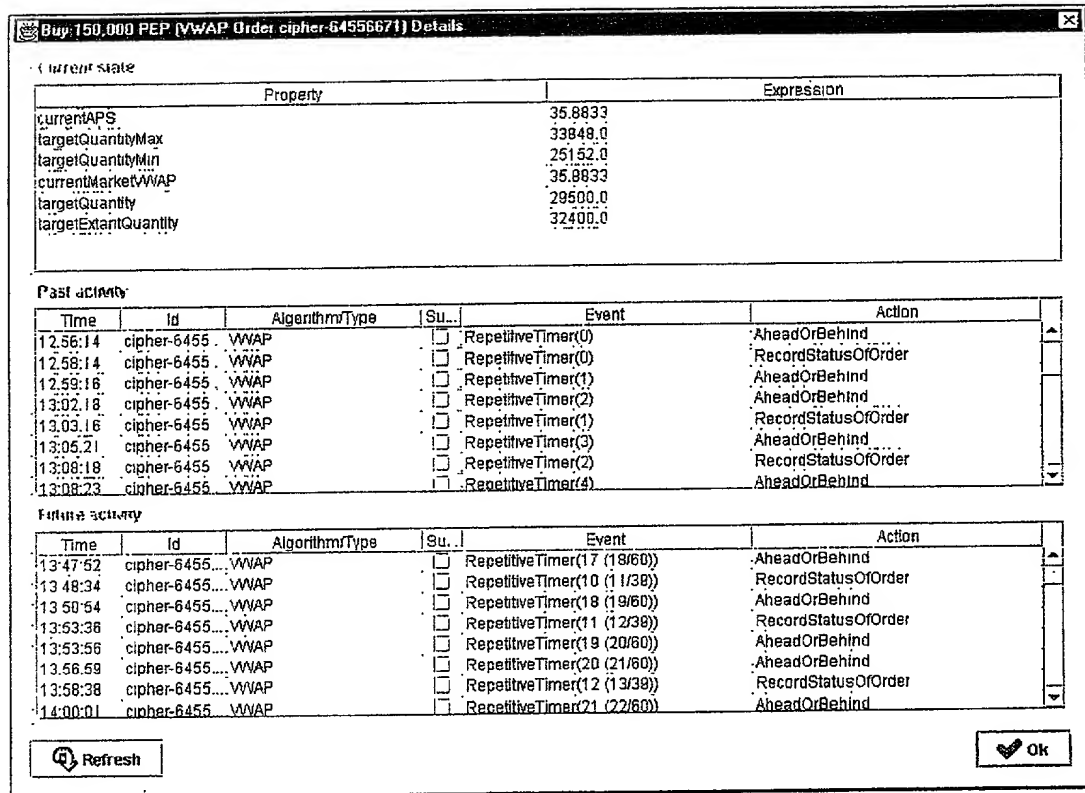 Buy 150,000 PEP (VWAP Order cipher-64556671) Details
Current state
Property Expression
currentAPS 35.8833
targetQuantityMax 33848.0
targetQuantityMin 25152.0
currentMarketVWAP 35.8833
targetQuantity 29500.0
targetExtantQuantity 32400.0
Past activity
Time Id Algorithm/Type Su... Event Action
12:56:14 cipher-6455 . VWAP RepetitiveTimer(0) AheadOrBehind
12:58:14 cipher-6455 . VWAP RepetitiveTimer(0) RecordStatusOfOrder
12:59:16 cipher-6455 . VWAP RepetitiveTimer(1) AheadOrBehind
13:02.18 cipher-6455 . VWAP RepetitiveTimer(2) AheadOrBehind
13.03.16 cipher-6455 . VWAP RepetitiveTimer(1) RecordStatusOfOrder
13:05.21 cipher-6455 VWAP RepetitiveTimer(3) AheadOrBehind
13:08:18 cipher-6455 VWAP RepetitiveTimer(2) RecordStatusOfOrder
13:08:23 cipher-6455 . VWAP RepetitiveTimer(4) AheadOrBehind
Future activity
Time Id Algorithm/Type Su... Event Action
13:47:52 cipher-6455... VWAP RepetitiveTimer(17 (18/60)) AheadOrBehind
13 48:34 cipher-6455... VWAP RepetitiveTimer(10 (11/38)) RecordStatusOfOrder
13 50:54 cipher-6455... VWAP RepetitiveTimer(18 (19/60)) AheadOrBehind
13:53:36 cipher-6455... VWAP RepetitiveTimer(11 (12/38)) RecordStatusOfOrder
13:53:56 cipher-6455... VWAP RepetitiveTimer(19 (20/60)) AheadOrBehind
13.56.59 cipher-6455... VWAP RepetitiveTimer(20 (21/60)) AheadOrBehind
13:58:38 cipher-6455... VWAP RepetitiveTimer(12 (13/38)) RecordStatusOfOrder
14:00:01 cipher-6455 VWAP RepetitiveTimer(21 (22/60)) AheadOrBehind
Refresh Ok